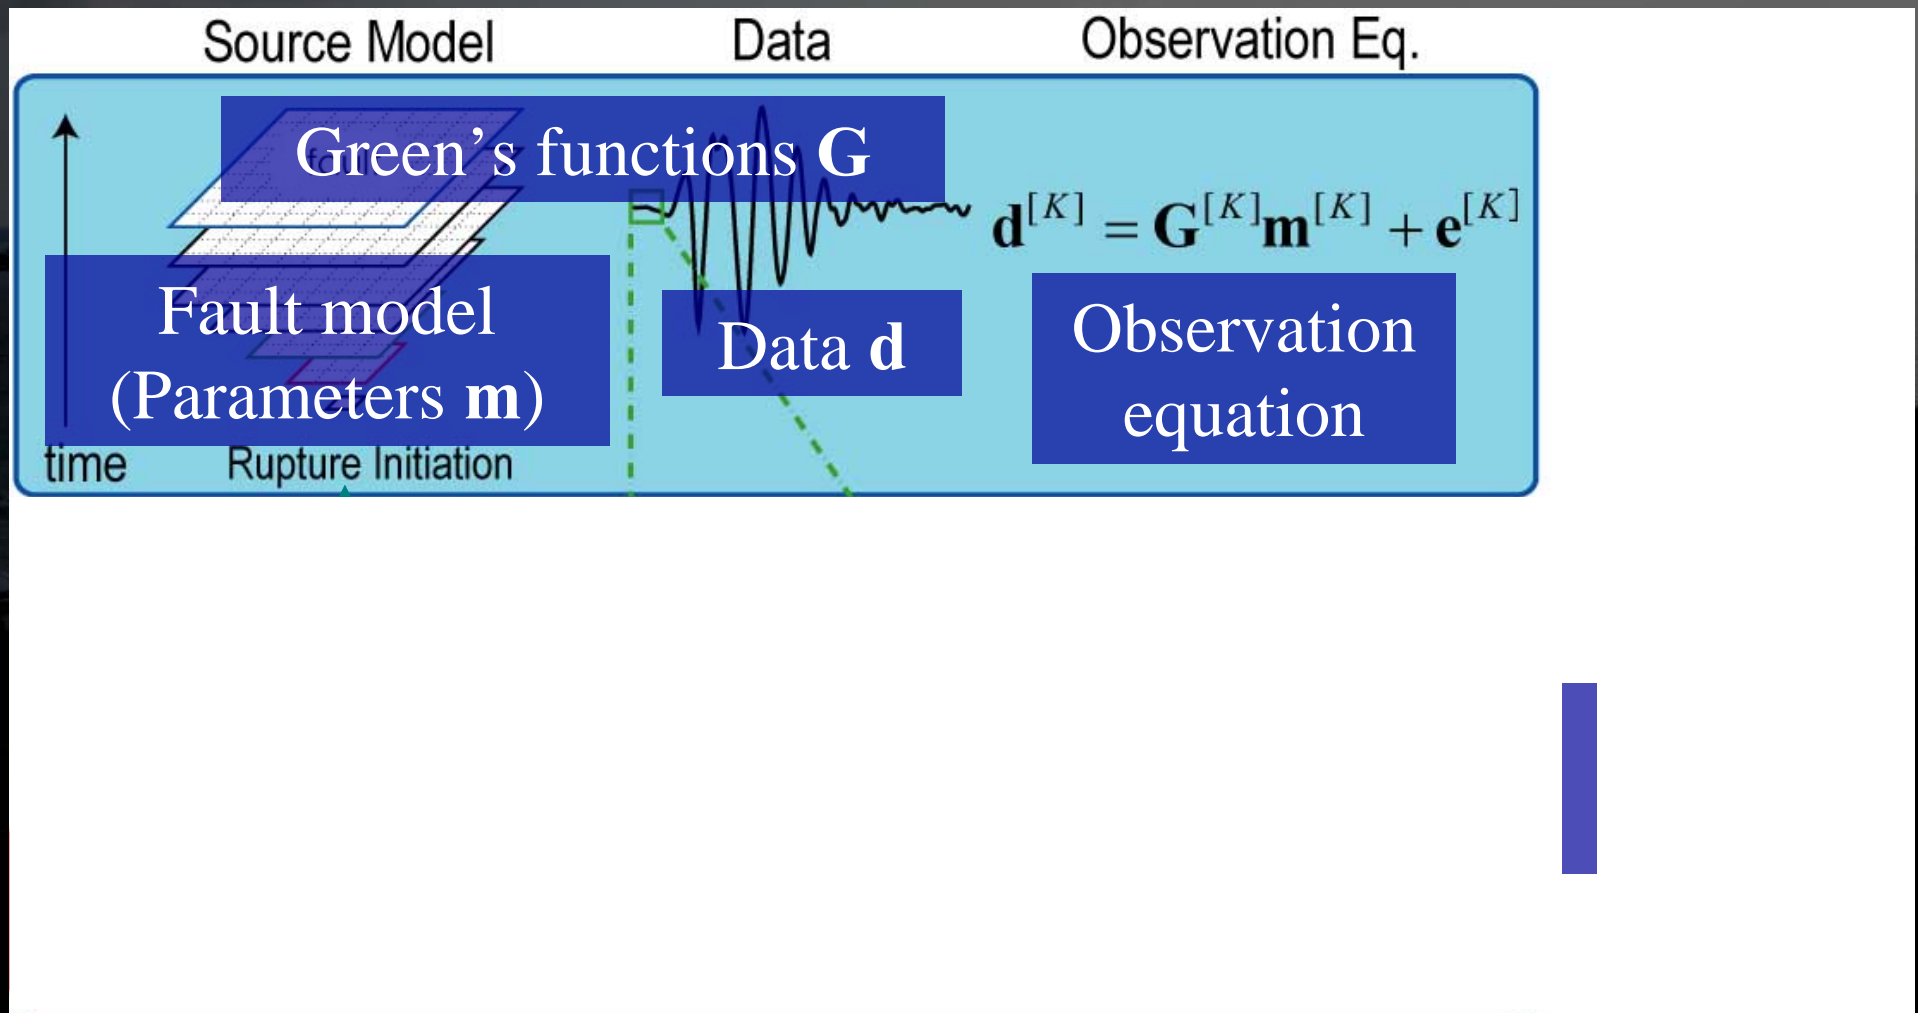 Source Model
Data
Observation Eq.
Green's functions G
d^[K] = G^[K]m^[K] + e^[K]
Fault model
(Parameters m)
Data d
Observation
equation
time
Rupture Initiation